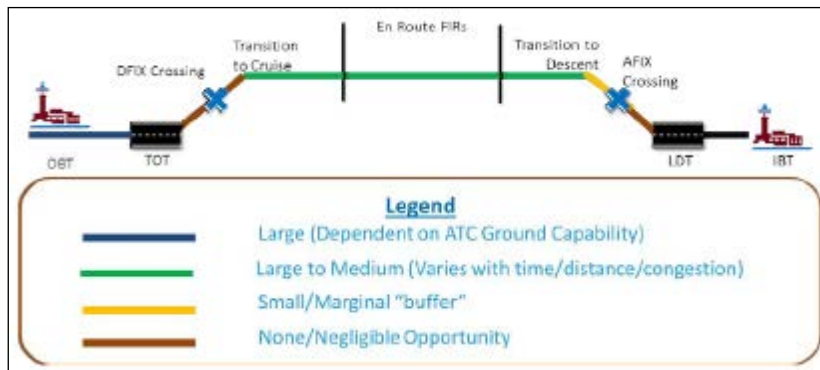 En Route FIRs
Transition to Cruise
Transition to Descent
DFIX Crossing
AFIX Crossing
OBT
TOT
LDT
IBT
Legend
Large (Dependent on ATC Ground Capability)
Large to Medium (Varies with time/distance/congestion)
Small/Marginal "buffer"
None/Negligible Opportunity